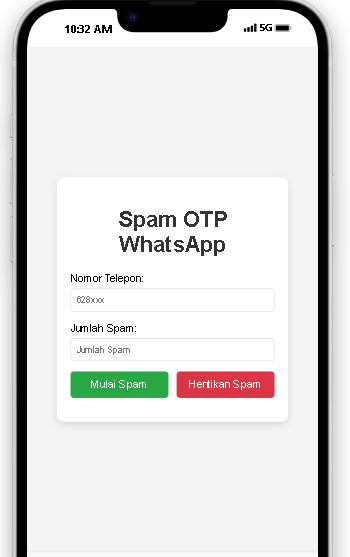 10:32 AM 5G
Spam OTP
WhatsApp
Nomor Telepon:
628xxx
Jumlah Spam:
Jumlah Spam
Mulai Spam Hentikan Spam